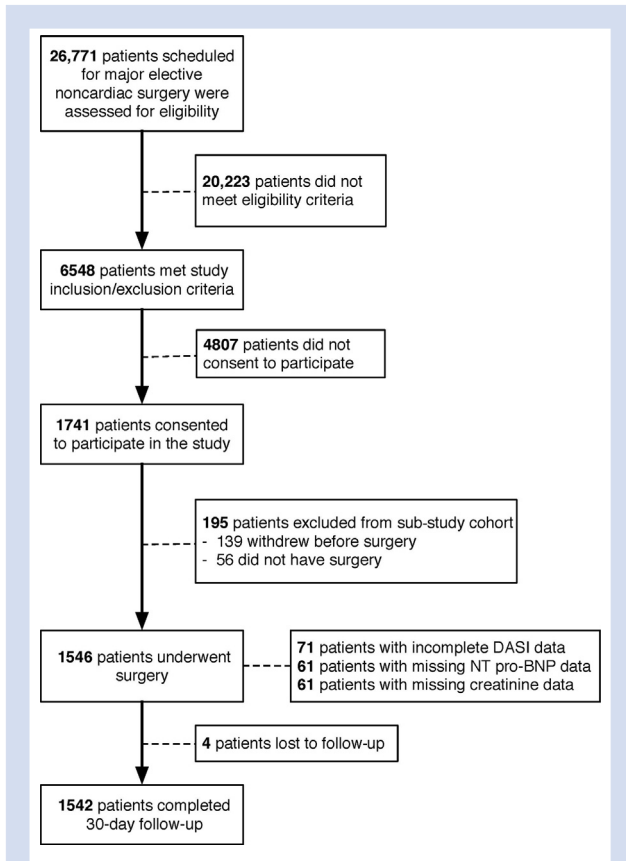 26,771 patients scheduled
for major elective
noncardiac surgery were
assessed for eligibility
20,223 patients did not
meet eligibility criteria
6548 patients met study
inclusion/exclusion criteria
4807 patients did not
consent to participate
1741 patients consented
to participate in the study
195 patients excluded from sub-study cohort
- 139 withdrew before surgery
- 56 did not have surgery
1546 patients underwent
surgery
71 patients with incomplete DASI data
61 patients with missing NT pro-BNP data
61 patients with missing creatinine data
4 patients lost to follow-up
1542 patients completed
30-day follow-up